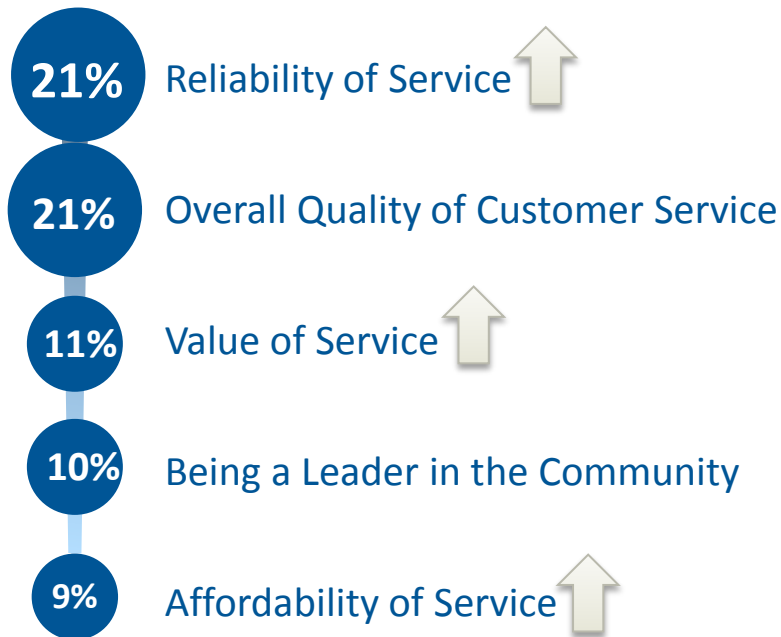 21% Reliability of Service
21% Overall Quality of Customer Service
11% Value of Service
10% Being a Leader in the Community
9% Affordability of Service